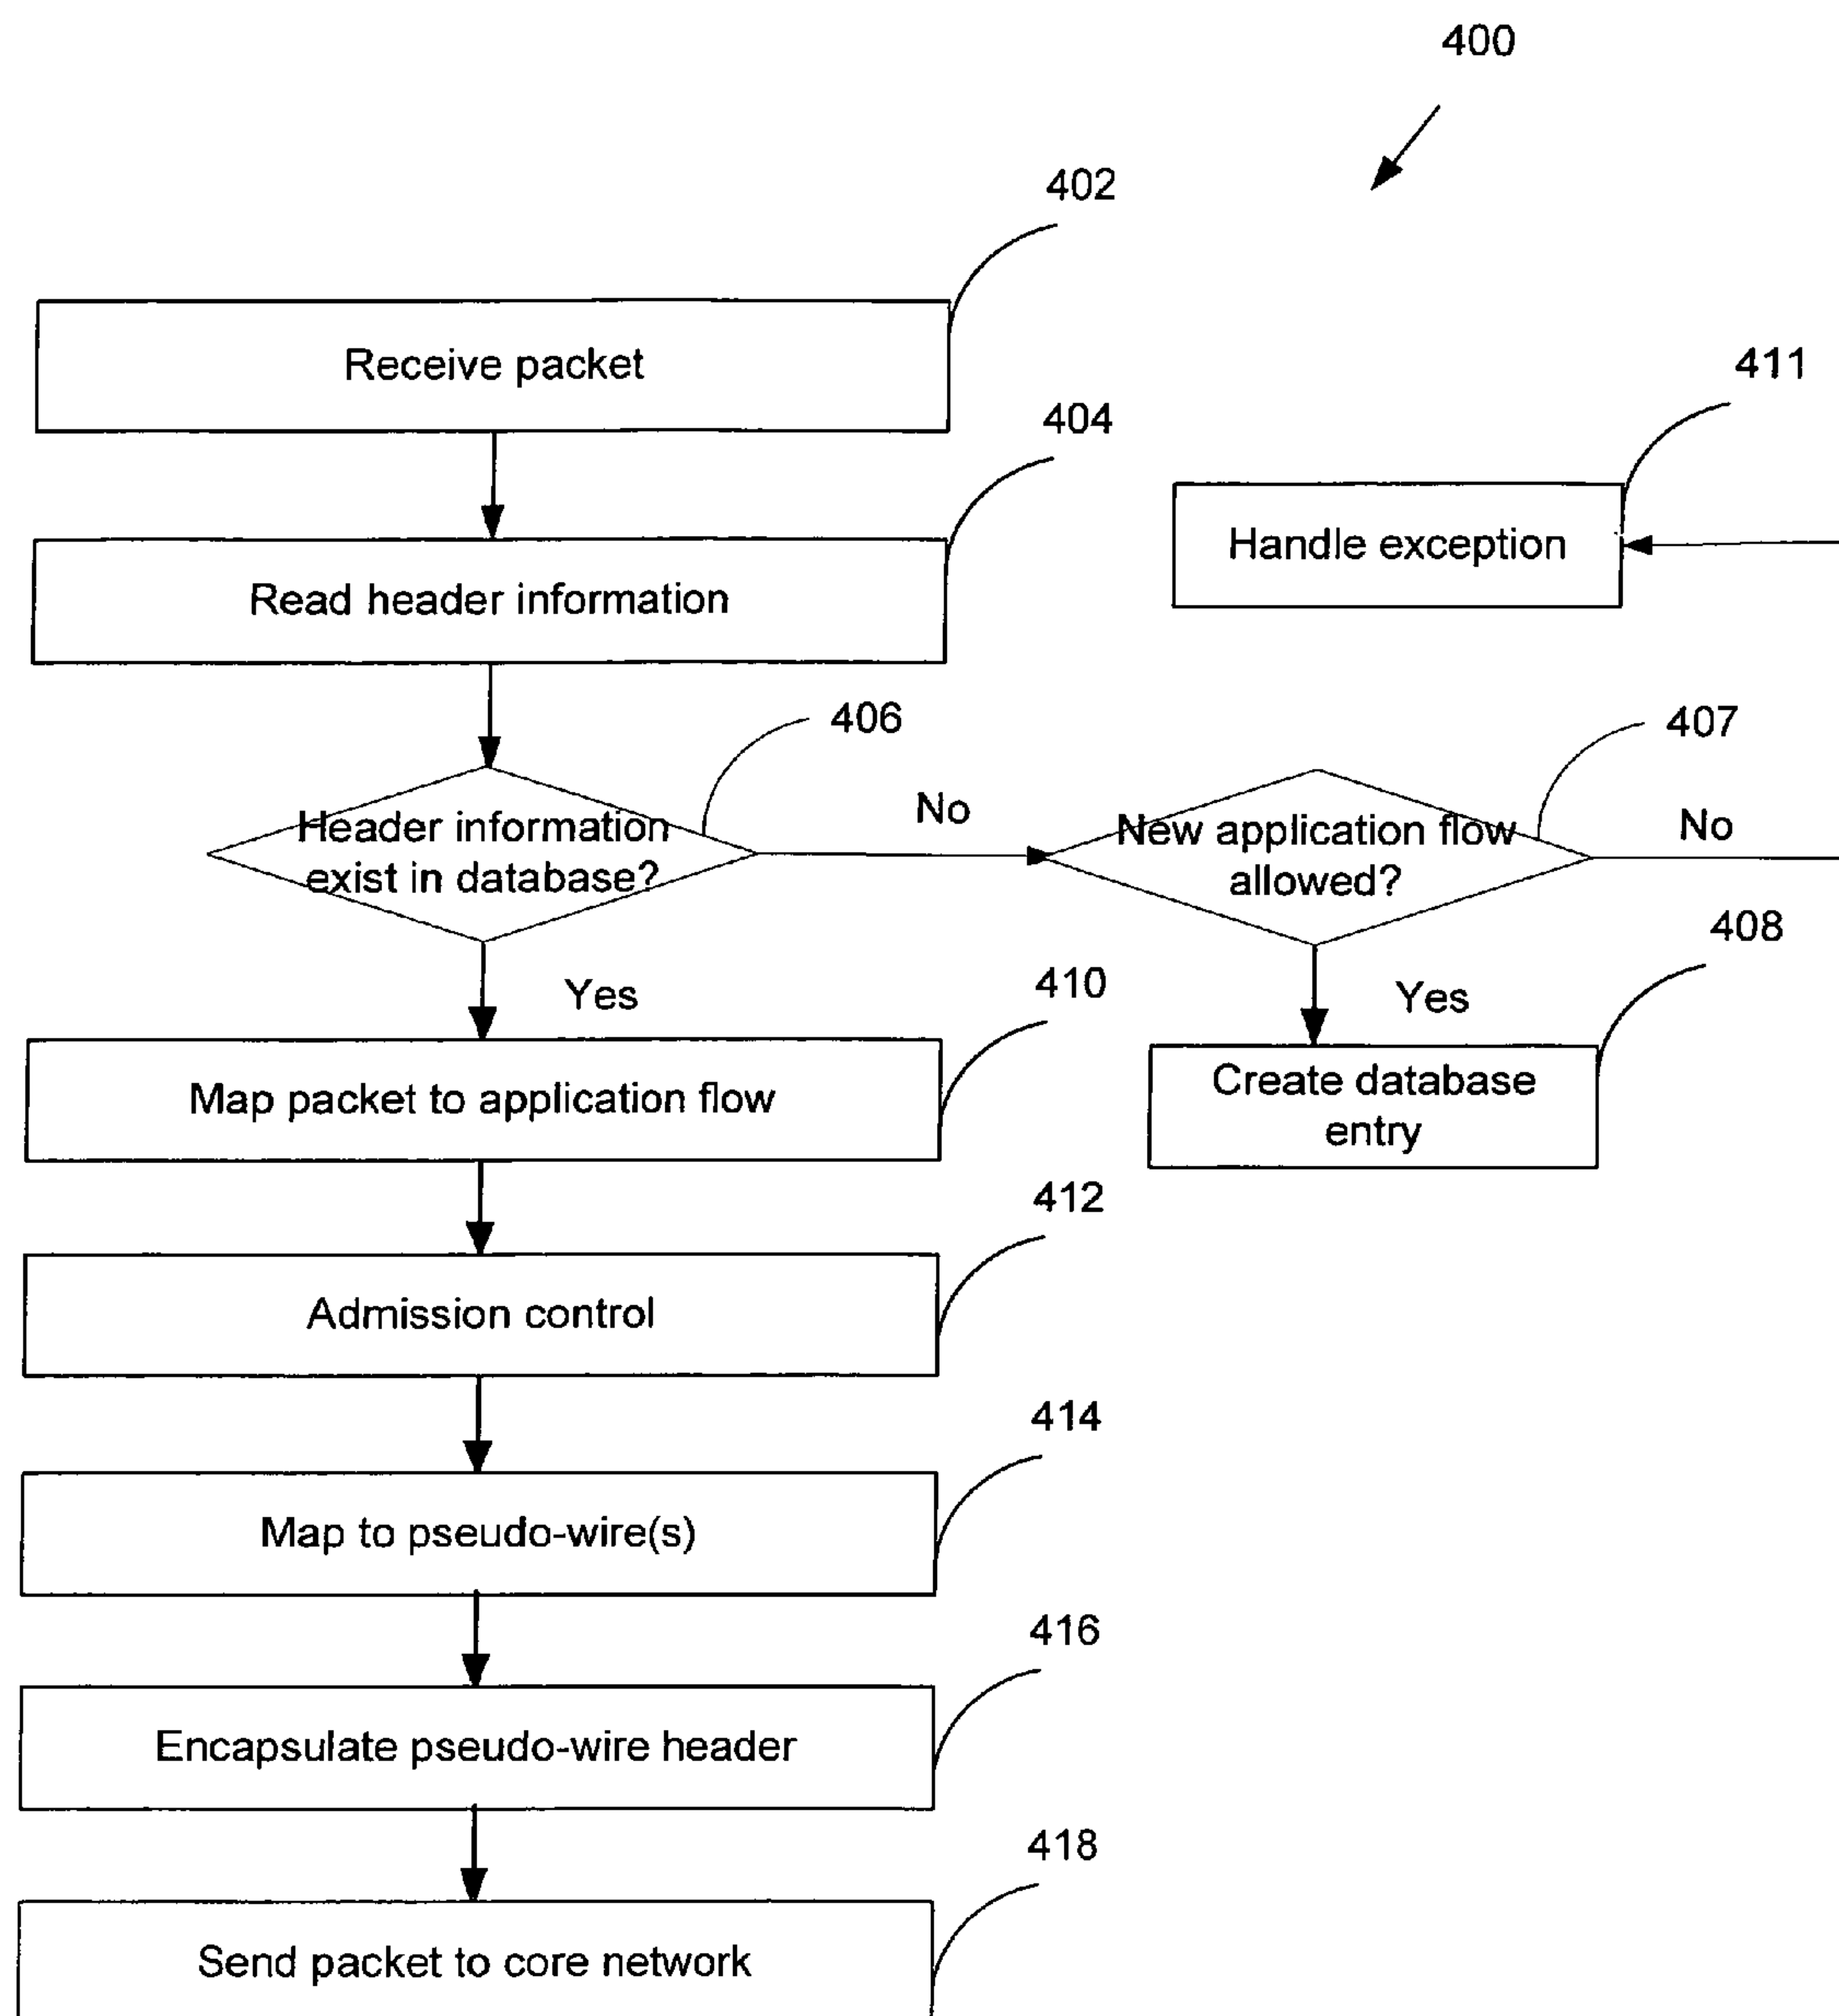 400
402
Receive packet
411
404
Handle exception
Read header information
406
407
Header information
exist in database?
No
New application flow
allowed?
No
408
Yes
Yes
410
Create database
entry
Map packet to application flow
412
Admission control
414
Map to pseudo-wire(s)
416
Encapsulate pseudo-wire header
418
Send packet to core network